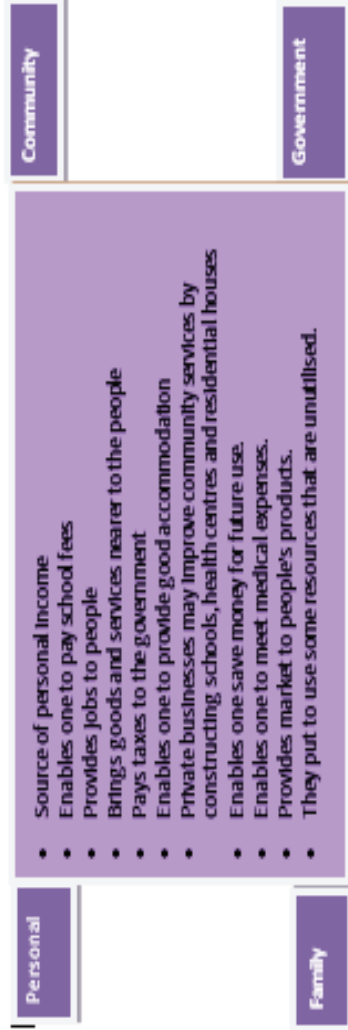 Personal
Community
• Source of personal income
• Enables one to pay school fees
• Provides jobs to people
• Brings goods and services nearer to the people
• Pays taxes to the government
• Enables one to provide good accommodation
• Private businesses may improve community services by
constructing schools, health centres and residential houses
• Enables one save money for future use.
• Enables one to meet medical expenses.
• Provides market to people's products.
• They put to use some resources that are unutilised.
Family
Government